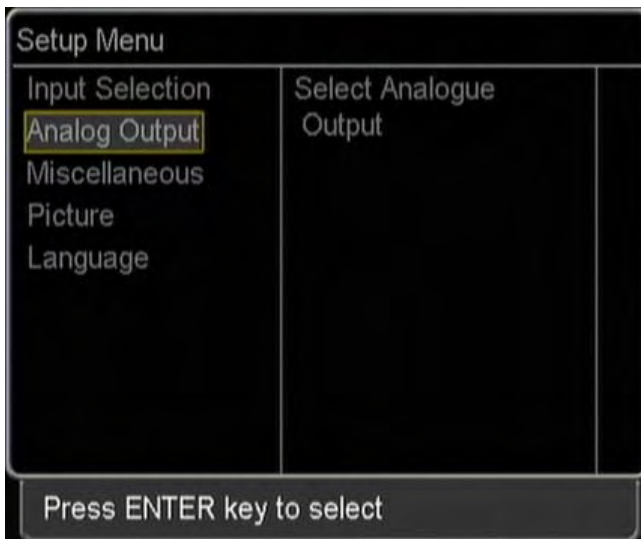 Setup Menu
Input Selection
Analog Output
Miscellaneous
Picture
Language
Select Analogue
Output
Press ENTER key to select